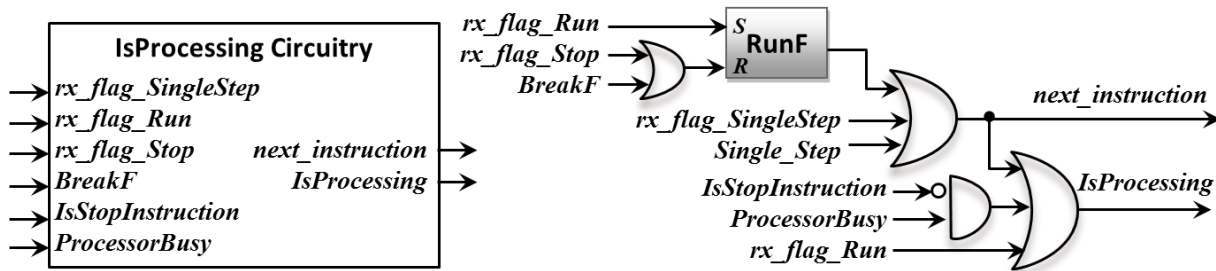 IsProcessing Circuitry
rx_flag_SingleStep
rx_flag_Run
rx_flag_Stop
BreakF
IsStopInstruction
ProcessorBusy
next_instruction
IsProcessing
rx_flag_Run
rx_flag_Stop
BreakF
S
R
RunF
rx_flag_SingleStep
Single_Step
next_instruction
IsStopInstruction
ProcessorBusy
rx_flag_Run
IsProcessing